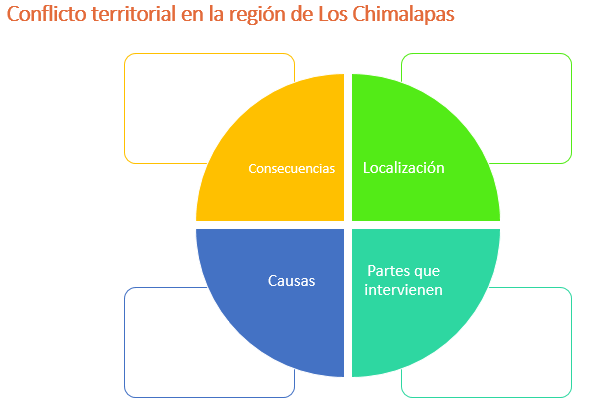 Conflicto territorial en la región de Los Chimalapas
Consecuencias
Localización
Causas
Partes que
intervienen